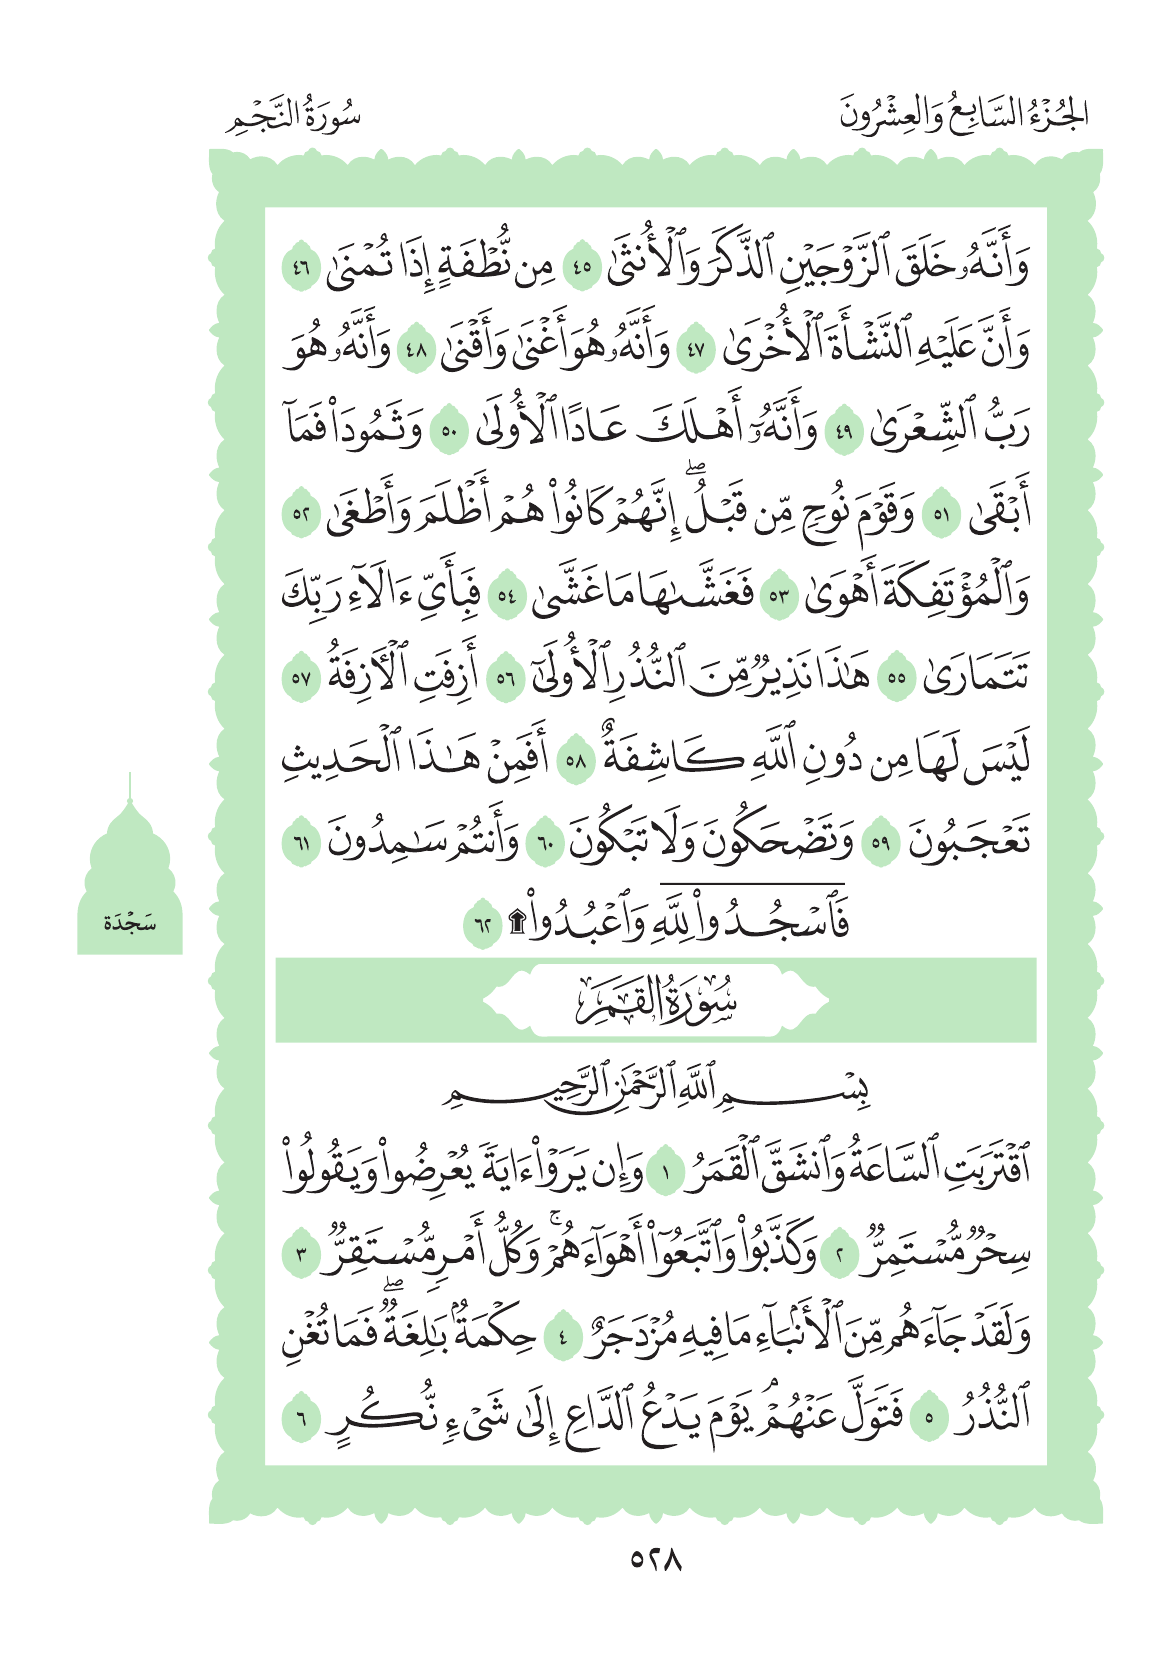 الجُزْءُ السَّابِعُ وَالعِشْرُونَ
سُورَةُ النَّجْمِ
وَأَنَّهُۥ خَلَقَ ٱلزَّوْجَيْنِ ٱلذَّكَرَ وَٱلْأُنثَىٰ ٤٥ مِن نُّطْفَةٍ إِذَا تُمْنَىٰ ٤٦
وَأَنَّ عَلَيْهِ ٱلنَّشْأَةَ ٱلْأُخْرَىٰ ٤٧ وَأَنَّهُۥ هُوَ أَغْنَىٰ وَأَقْنَىٰ ٤٨ وَأَنَّهُۥ هُوَ
رَبُّ ٱلشِّعْرَىٰ ٤٩ وَأَنَّهُۥٓ أَهْلَكَ عَادًا ٱلْأُولَىٰ ٥٠ وَثَمُودَا۟ فَمَآ
أَبْقَىٰ ٥١ وَقَوْمَ نُوحٍ مِّن قَبْلُ ۖ إِنَّهُمْ كَانُوا۟ هُمْ أَظْلَمَ وَأَطْغَىٰ ٥٢
وَٱلْمُؤْتَفِكَةَ أَهْوَىٰ ٥٣ فَغَشَّىٰهَا مَا غَشَّىٰ ٥٤ فَبِأَىِّ ءَالَآءِ رَبِّكَ
تَتَمَارَىٰ ٥٥ هَـٰذَا نَذِيرٌ مِّنَ ٱلنُّذُرِ ٱلْأُولَىٰٓ ٥٦ أَزِفَتِ ٱلْـَٔازِفَةُ ٥٧
لَيْسَ لَهَا مِن دُونِ ٱللَّهِ كَاشِفَةٌ ٥٨ أَفَمِنْ هَـٰذَا ٱلْحَدِيثِ
تَعْجَبُونَ ٥٩ وَتَضْحَكُونَ وَلَا تَبْكُونَ ٦٠ وَأَنتُمْ سَـٰمِدُونَ ٦١
فَٱسْجُدُوا۟ لِلَّهِ وَٱعْبُدُوا۟ ۩ ٦٢
سَجْدَة
سُورَةُ القَمَرِ
بِسْمِ ٱللَّهِ ٱلرَّحْمَـٰنِ ٱلرَّحِيمِ
ٱقْتَرَبَتِ ٱلسَّاعَةُ وَٱنشَقَّ ٱلْقَمَرُ ١ وَإِن يَرَوْا۟ ءَايَةً يُعْرِضُوا۟ وَيَقُولُوا۟
سِحْرٌ مُّسْتَمِرٌّ ٢ وَكَذَّبُوا۟ وَٱتَّبَعُوٓا۟ أَهْوَآءَهُمْ ۚ وَكُلُّ أَمْرٍ مُّسْتَقِرٌّ ٣
وَلَقَدْ جَآءَهُم مِّنَ ٱلْأَنۢبَآءِ مَا فِيهِ مُزْدَجَرٌ ٤ حِكْمَةٌۢ بَـٰلِغَةٌ ۖ فَمَا تُغْنِ
ٱلنُّذُرُ ٥ فَتَوَلَّ عَنْهُمْ ۘ يَوْمَ يَدْعُ ٱلدَّاعِ إِلَىٰ شَىْءٍ نُّكُرٍ ٦
٥٢٨